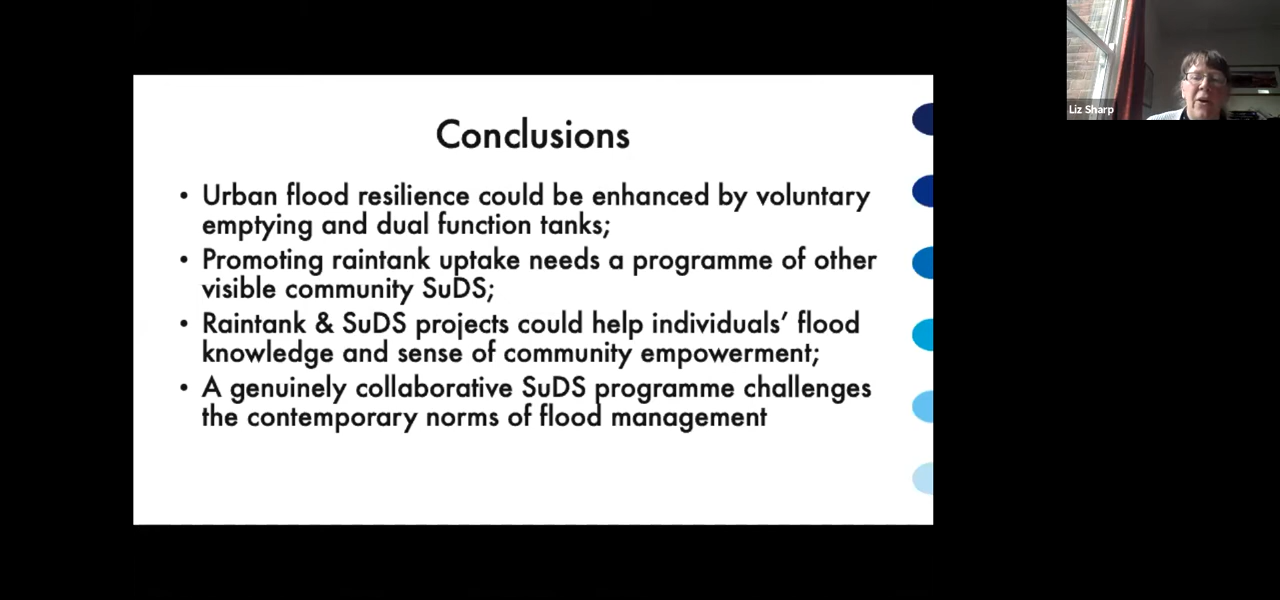 Conclusions
• Urban flood resilience could be enhanced by voluntary
emptying and dual function tanks;
• Promoting raintank uptake needs a programme of other
visible community SuDS;
• Raintank & SuDS projects could help individuals’ flood
knowledge and sense of community empowerment;
• A genuinely collaborative SuDS programme challenges
the contemporary norms of flood management
Liz Sharp